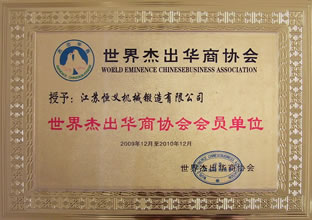 世界杰出华商协会
WORLD EMINENCE CHINESEBUSINESS ASSOCIATION
授予：江苏恒义机械锻造有限公司
世界杰出华商协会会员单位
2009年12月至2010年12月
世界杰出华商协会